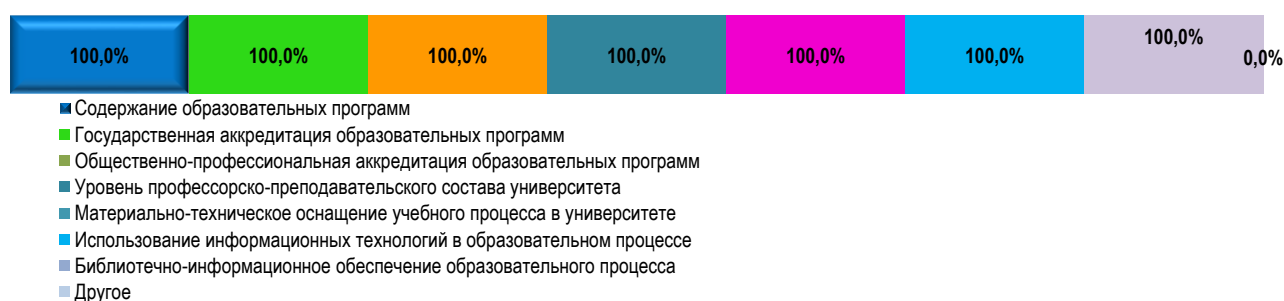 100,0% 100,0% 100,0% 100,0% 100,0% 100,0% 100,0% 0,0%
Содержание образовательных программ
Государственная аккредитация образовательных программ
Общественно-профессиональная аккредитация образовательных программ
Уровень профессорско-преподавательского состава университета
Материально-техническое оснащение учебного процесса в университете
Использование информационных технологий в образовательном процессе
Библиотечно-информационное обеспечение образовательного процесса
Другое